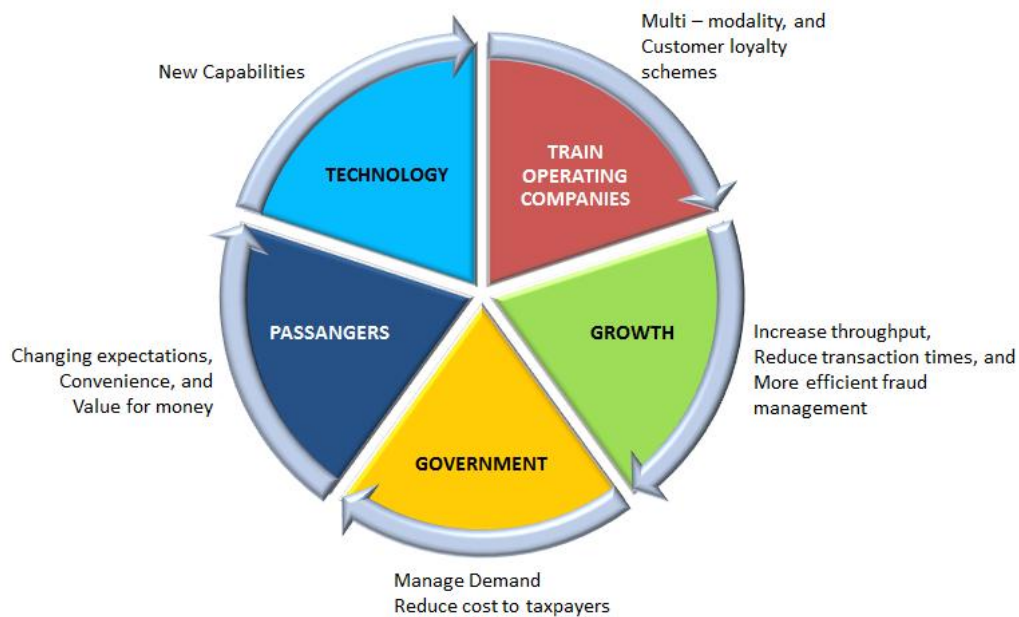 Multi – modality, and
Customer loyalty
schemes
New Capabilities
TECHNOLOGY
TRAIN
OPERATING
COMPANIES
PASSANGERS
GROWTH
Changing expectations,
Convenience, and
Value for money
Increase throughput,
Reduce transaction times, and
More efficient fraud
management
GOVERNMENT
Manage Demand
Reduce cost to taxpayers